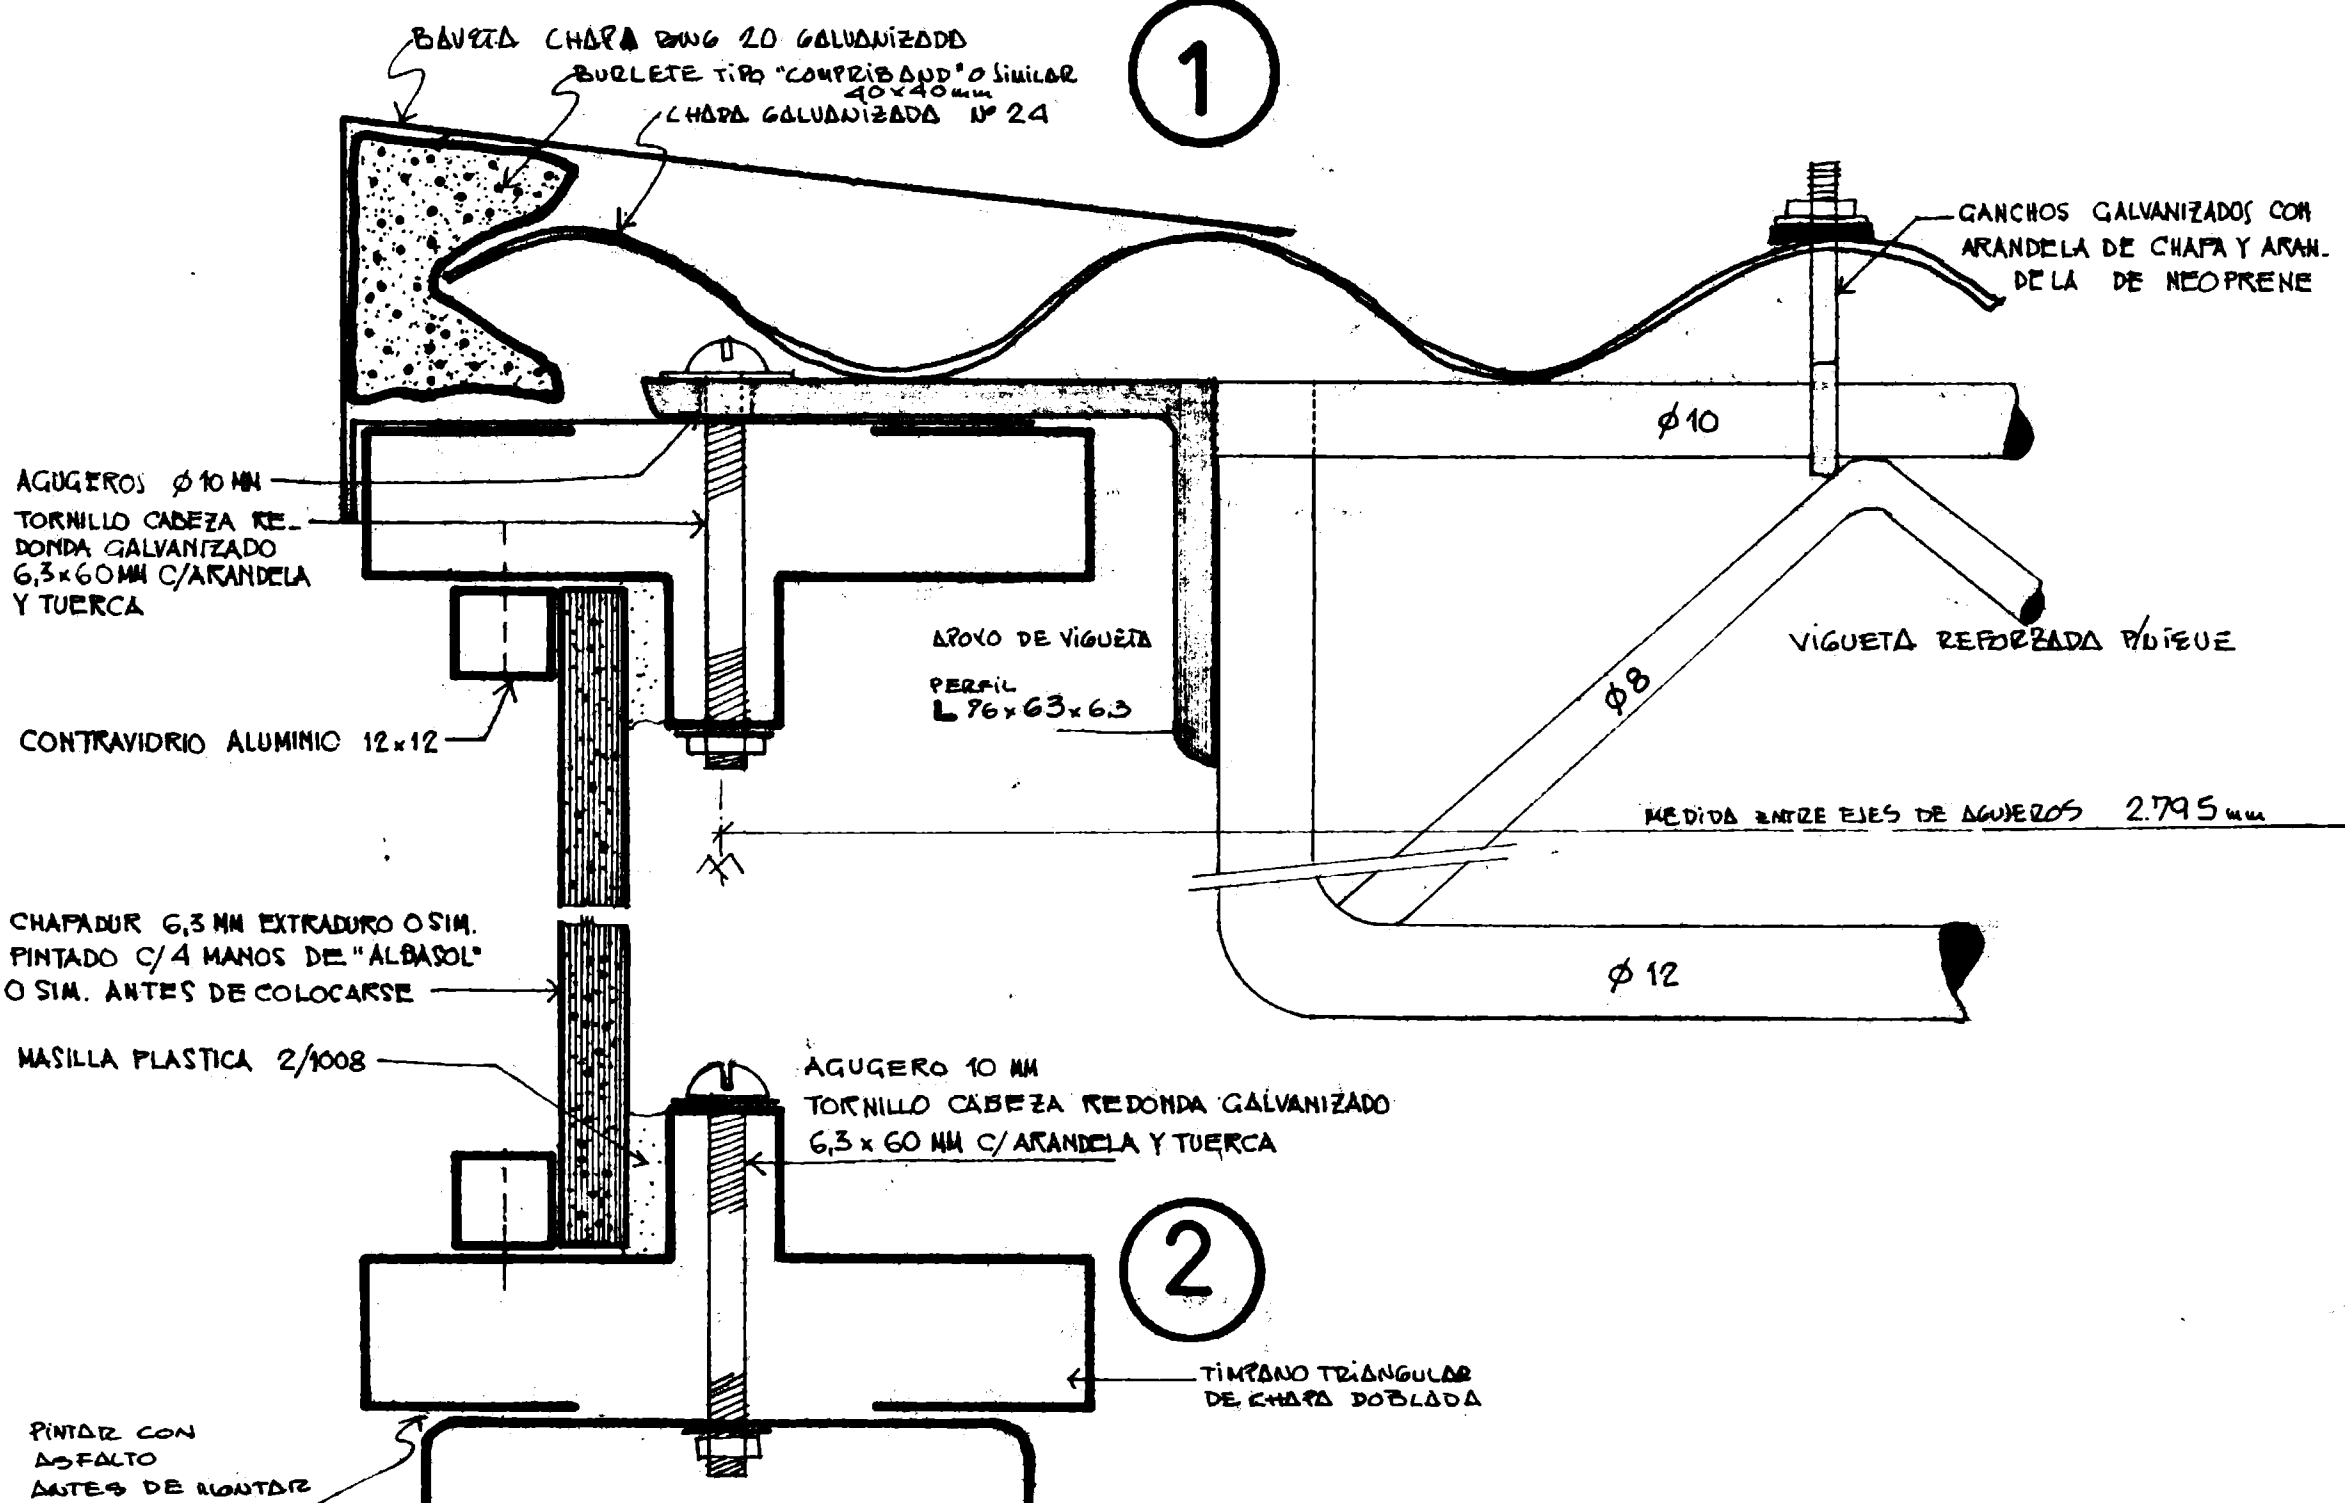 1
BAVETA CHAPA BWG 20 GALVANIZADA
BURLETE TIPO "COMPRIBAND" O SIMILAR
40x40mm
CHAPA GALVANIZADA Nº 24
GANCHOS GALVANIZADOS CON
ARANDELA DE CHAPA Y ARAN-
DELA DE NEOPRENE
Ø10
AGUGEROS Ø 10 MM
TORNILLO CABEZA RE-
DONDA GALVANIZADO
6,3x60MM C/ARANDELA
Y TUERCA
APOYO DE VIGUETA
PERFIL
L 76x63x6.3
VIGUETA REFORZADA P/NIEVE
Ø8
CONTRAVIDRIO ALUMINIO 12x12
MEDIDA ENTRE EJES DE AGUJEROS 2.795 mm
CHAPADUR 6,3 MM EXTRADURO O SIM.
PINTADO C/4 MANOS DE "ALBASOL"
O SIM. ANTES DE COLOCARSE
Ø 12
MASILLA PLASTICA 2/1008
AGUGERO 10 MM
TORNILLO CABEZA REDONDA GALVANIZADO
6,3 x 60 MM C/ARANDELA Y TUERCA
2
TIMPANO TRIANGULAR
DE CHAPA DOBLADA
PINTAR CON
ASFALTO
ANTES DE MONTAR